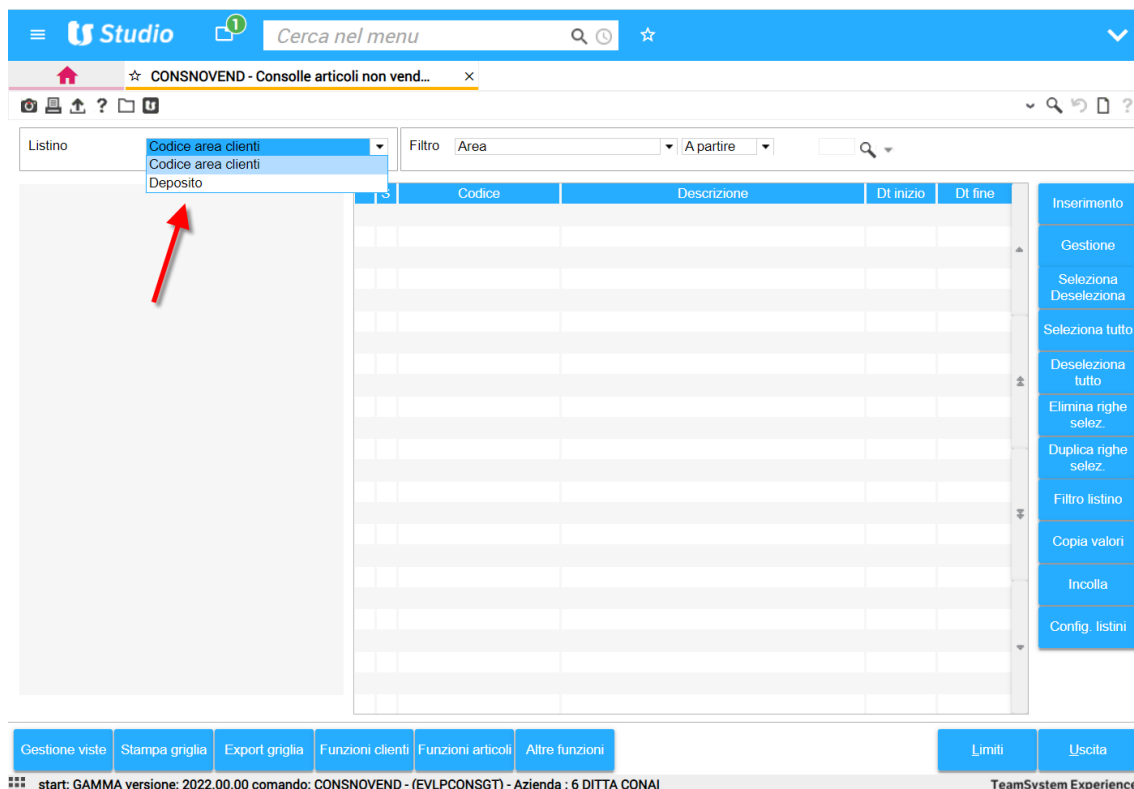 Studio
1
Cerca nel menu
CONSNOVEND - Consolle articoli non vend...
Listino
Codice area clienti
Codice area clienti
Deposito
Filtro
Area
A partire
S
Codice
Descrizione
Dt inizio
Dt fine
Inserimento
Gestione
Seleziona
Deseleziona
Seleziona tutto
Deseleziona
tutto
Elimina righe
selez.
Duplica righe
selez.
Filtro listino
Copia valori
Incolla
Config. listini
Gestione viste
Stampa griglia
Export griglia
Funzioni clienti
Funzioni articoli
Altre funzioni
Limiti
Uscita
start: GAMMA versione: 2022.00.00 comando: CONSNOVEND - (EVLPCONSGT) - Azienda : 6 DITTA CONAI
TeamSystem Experience